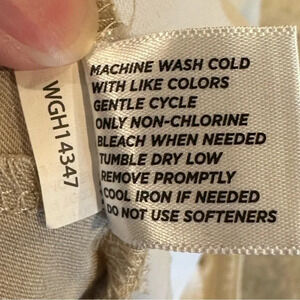 WGH14347
MACHINE WASH COLD
WITH LIKE COLORS
GENTLE CYCLE
ONLY NON-CHLORINE
BLEACH WHEN NEEDED
TUMBLE DRY LOW
REMOVE PROMPTLY
COOL IRON IF NEEDED
DO NOT USE SOFTENERS